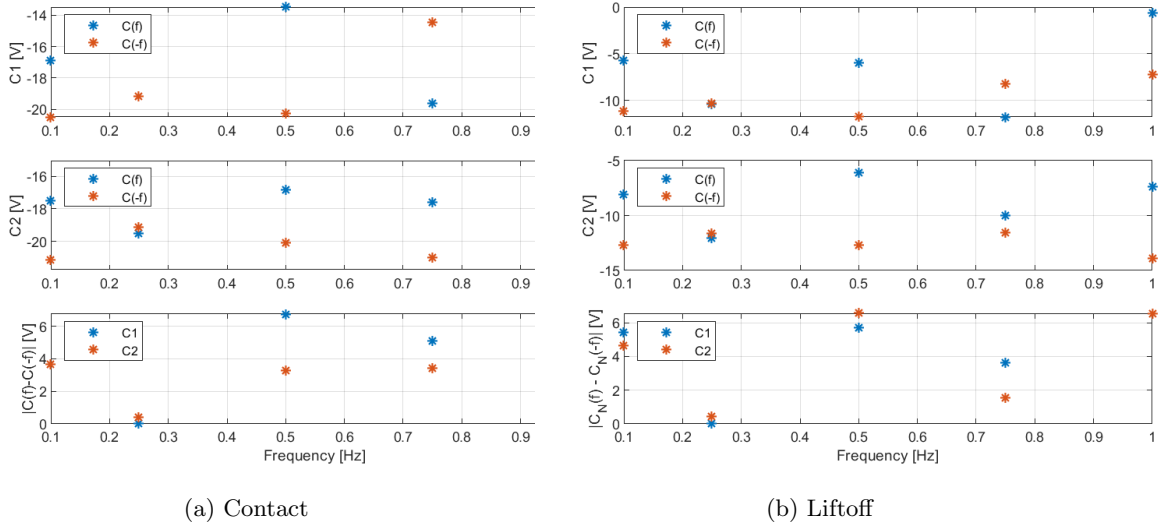 -14
-16
-18
-20
C1 [V]
C(f)
C(-f)
0.1 0.2 0.3 0.4 0.5 0.6 0.7 0.8 0.9
-16
-18
-20
C2 [V]
C(f)
C(-f)
0.1 0.2 0.3 0.4 0.5 0.6 0.7 0.8 0.9
6
4
2
0
|C(f)-C(-f)| [V]
C1
C2
0.1 0.2 0.3 0.4 0.5 0.6 0.7 0.8 0.9
Frequency [Hz]
(a) Contact
0
-5
-10
C1 [V]
C(f)
C(-f)
0.1 0.2 0.3 0.4 0.5 0.6 0.7 0.8 0.9 1
-5
-10
-15
C2 [V]
C(f)
C(-f)
0.1 0.2 0.3 0.4 0.5 0.6 0.7 0.8 0.9 1
6
4
2
0
|C_N(f) - C_N(-f)| [V]
C1
C2
0.1 0.2 0.3 0.4 0.5 0.6 0.7 0.8 0.9 1
Frequency [Hz]
(b) Liftoff